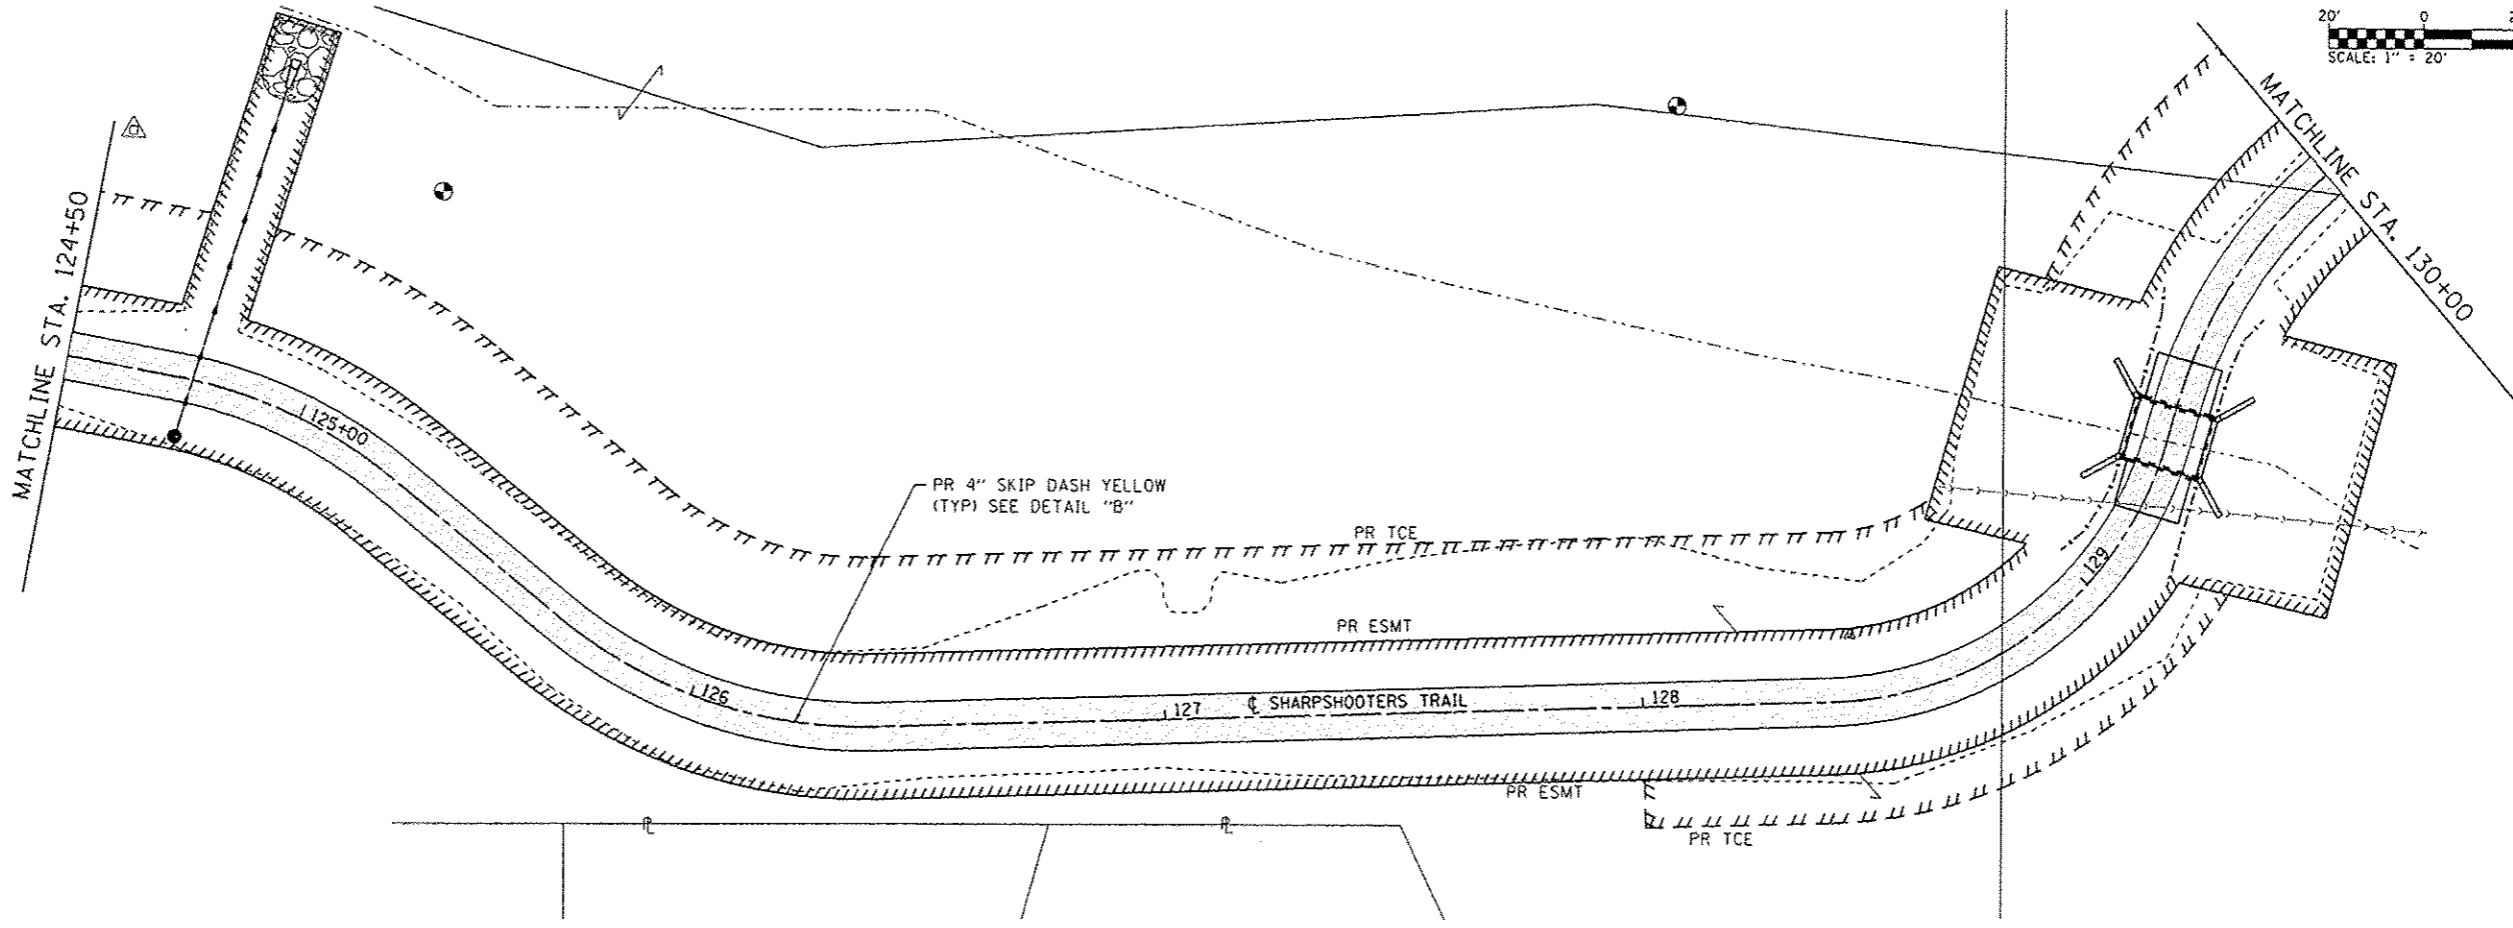 20' 0 2
SCALE: 1" = 20'
MATCHLINE STA. 124+50
MATCHLINE STA. 130+00
125+00
PR 4" SKIP DASH YELLOW
(TYP) SEE DETAIL "B"
PR TCE
PR ESMT
129
126
127
℄ SHARPSHOOTERS TRAIL
128
PR ESMT
PR TCE
℄
℄